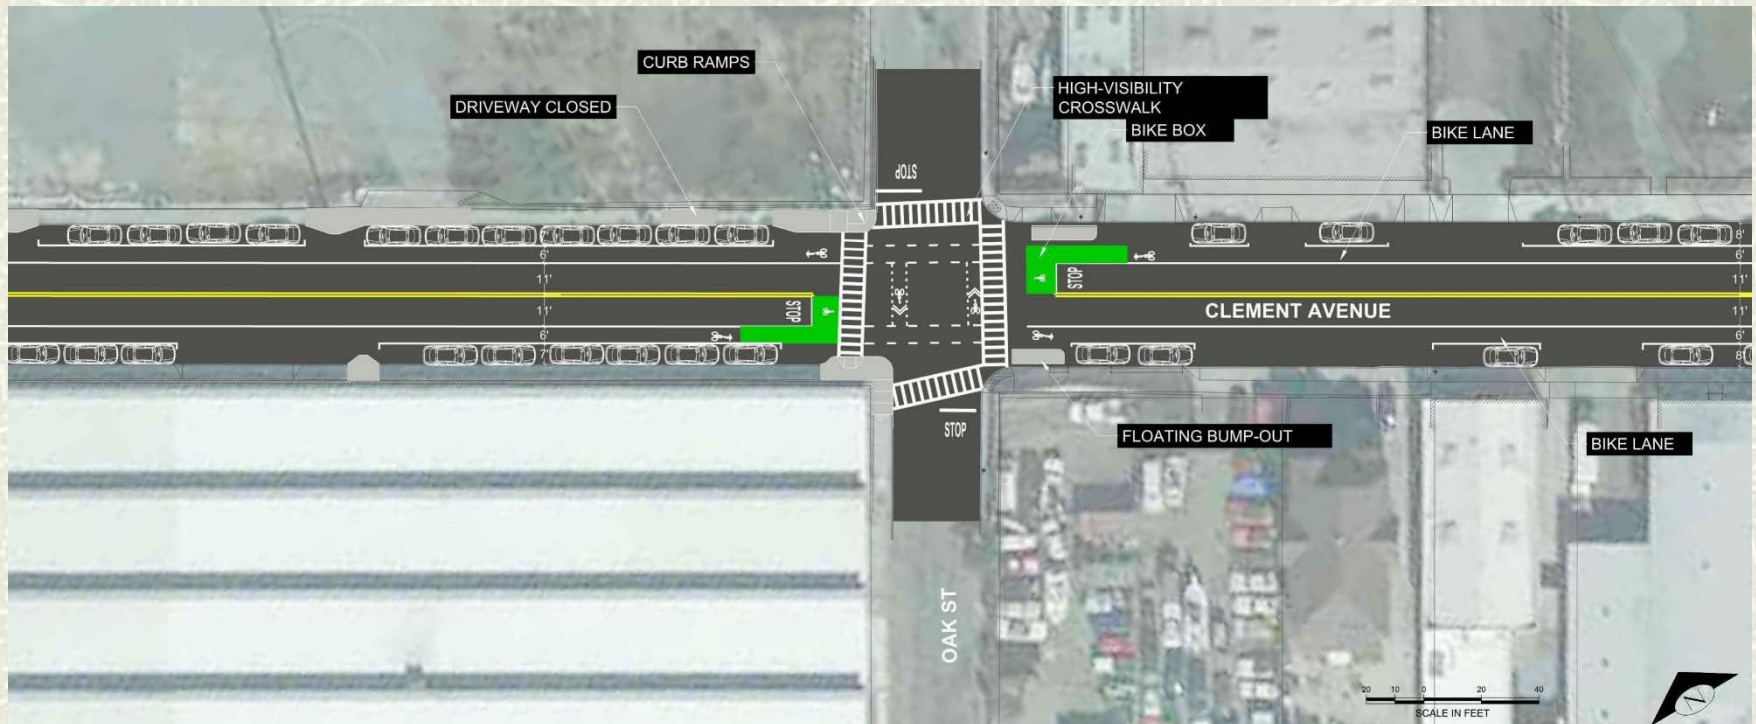 CURB RAMPS
HIGH-VISIBILITY
CROSSWALK
DRIVEWAY CLOSED
BIKE BOX
BIKE LANE
STOP
6'
11'
11'
6'
7'
STOP
STOP
CLEMENT AVENUE
8'
6'
11'
11'
6'
8'
STOP
FLOATING BUMP-OUT
BIKE LANE
OAK ST
20 10 0 20 40
SCALE IN FEET
N